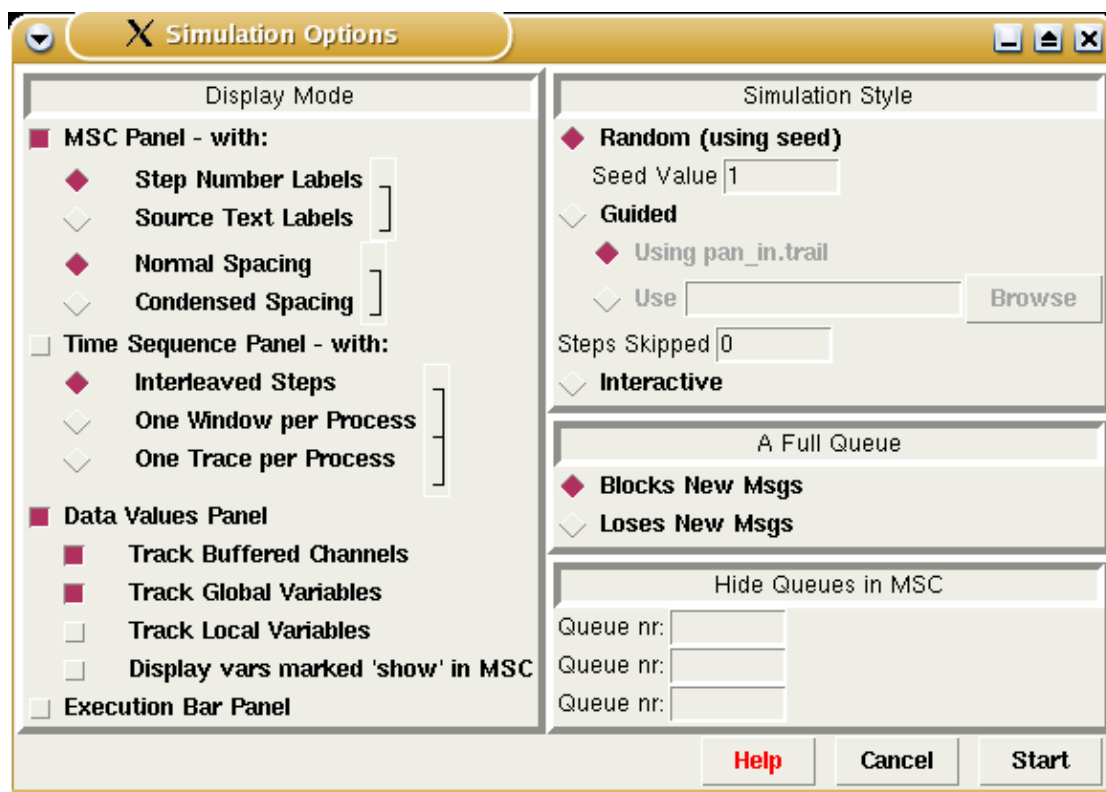 Simulation Options
Display Mode
MSC Panel - with:
Step Number Labels
Source Text Labels
Normal Spacing
Condensed Spacing
Time Sequence Panel - with:
Interleaved Steps
One Window per Process
One Trace per Process
Data Values Panel
Track Buffered Channels
Track Global Variables
Track Local Variables
Display vars marked 'show' in MSC
Execution Bar Panel
Simulation Style
Random (using seed)
Seed Value 1
Guided
Using pan_in.trail
Use Browse
Steps Skipped 0
Interactive
A Full Queue
Blocks New Msgs
Loses New Msgs
Hide Queues in MSC
Queue nr:
Queue nr:
Queue nr:
Help Cancel Start